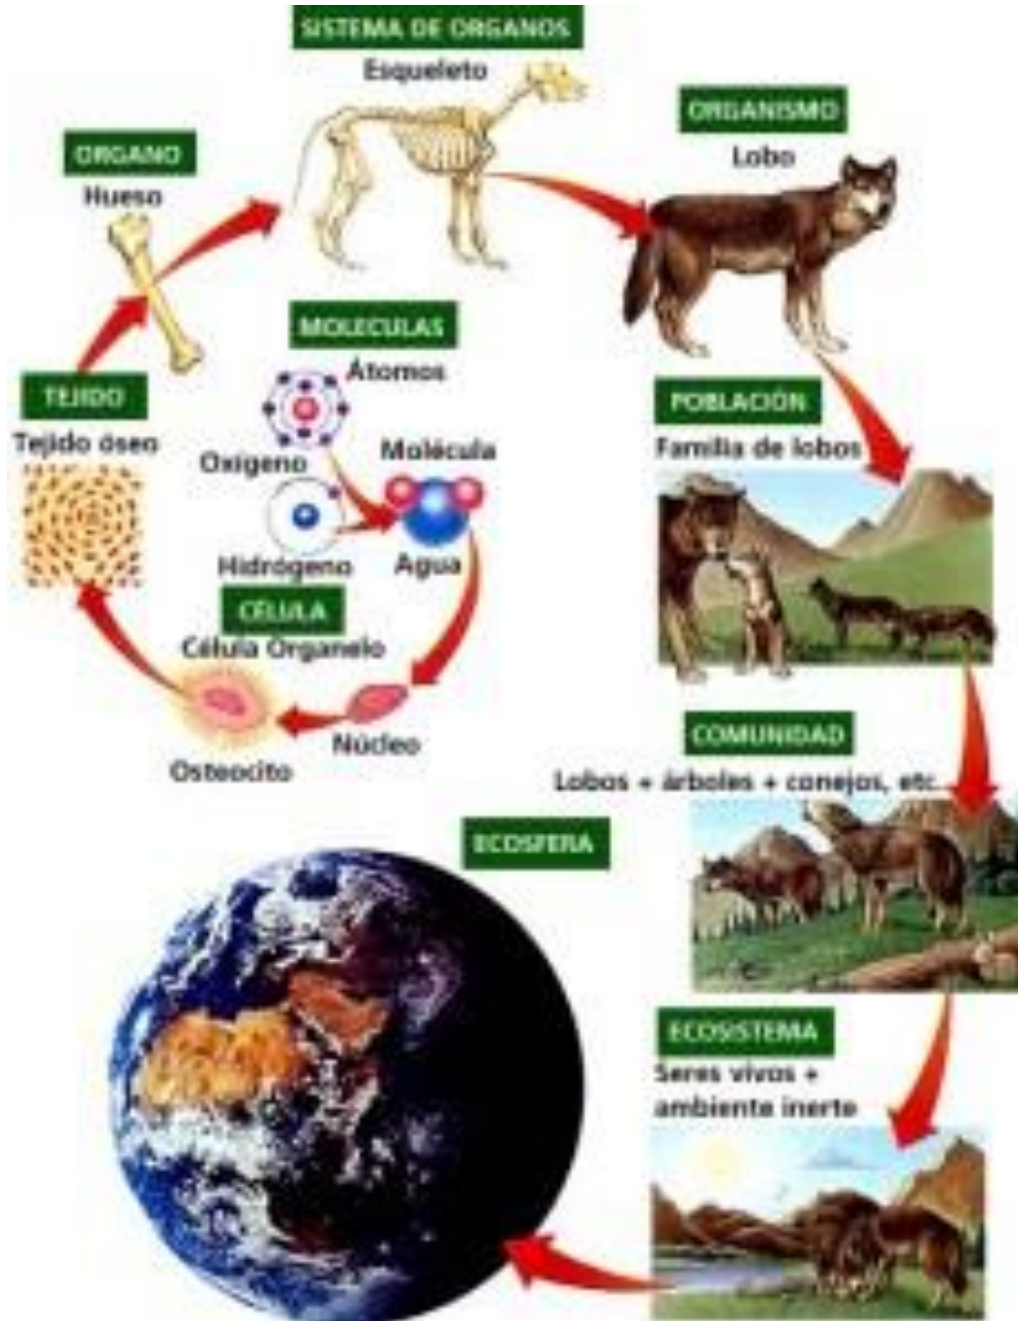 SISTEMA DE ORGANOS
Esqueleto
ORGANISMO
Lobo
ORGANO
Hueso
MOLECULAS
Átomos
TEJIDO
Tejido óseo
Oxígeno
Molécula
Hidrógeno
Agua
CÉLULA
Célula Organelo
Núcleo
Osteocito
POBLACIÓN
Familia de lobos
COMUNIDAD
Lobos + árboles + conejos, etc.
ECOSFERA
ECOSISTEMA
Seres vivos +
ambiente inerte